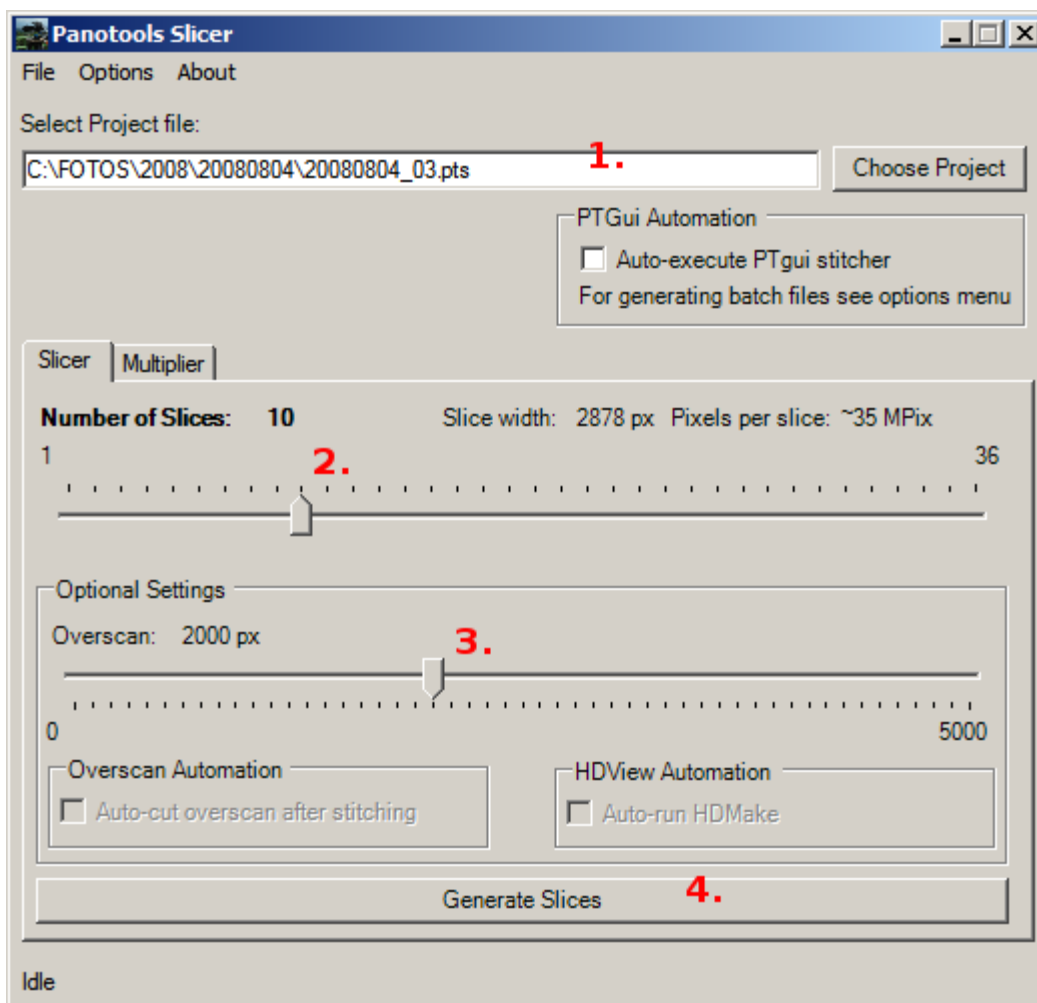 Panotools Slicer
File Options About
Select Project file:
C:\FOTOS\2008\20080804\20080804_03.pts 1. Choose Project
PTGui Automation
Auto-execute PTgui stitcher
For generating batch files see options menu
Slicer Multiplier
Number of Slices: 10 Slice width: 2878 px Pixels per slice: ~35 MPix
1 2. 36
Optional Settings
Overscan: 2000 px 3.
0 5000
Overscan Automation HDView Automation
Auto-cut overscan after stitching Auto-run HDMake
Generate Slices 4.
Idle